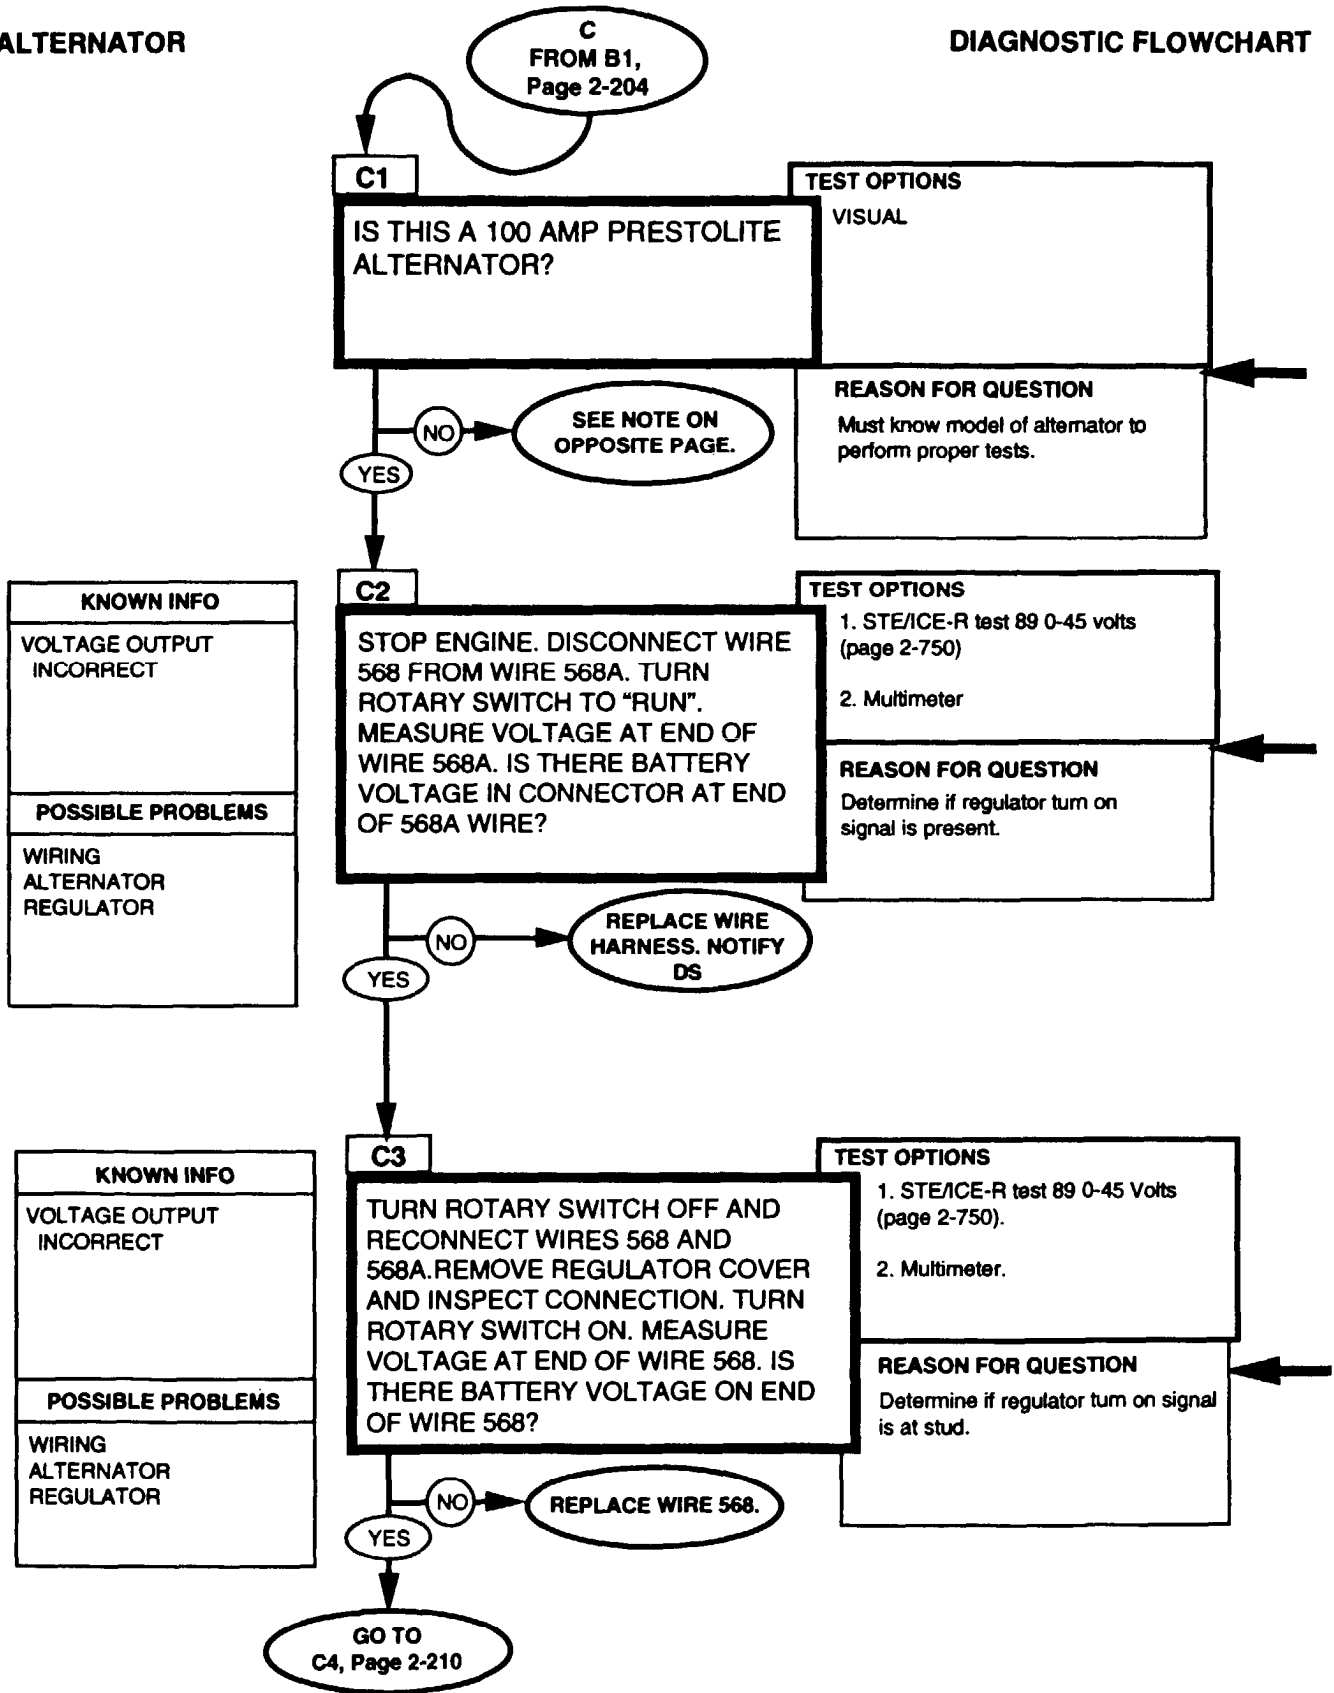 ALTERNATOR
DIAGNOSTIC FLOWCHART
C
FROM B1,
Page 2-204
C1
IS THIS A 100 AMP PRESTOLITE
ALTERNATOR?
TEST OPTIONS
VISUAL
REASON FOR QUESTION
Must know model of alternator to
perform proper tests.
NO
SEE NOTE ON
OPPOSITE PAGE.
YES
KNOWN INFO
VOLTAGE OUTPUT
INCORRECT
POSSIBLE PROBLEMS
WIRING
ALTERNATOR
REGULATOR
C2
STOP ENGINE. DISCONNECT WIRE
568 FROM WIRE 568A. TURN
ROTARY SWITCH TO "RUN".
MEASURE VOLTAGE AT END OF
WIRE 568A. IS THERE BATTERY
VOLTAGE IN CONNECTOR AT END
OF 568A WIRE?
TEST OPTIONS
1. STE/ICE-R test 89 0-45 volts
(page 2-750)
2. Multimeter
REASON FOR QUESTION
Determine if regulator turn on
signal is present.
NO
REPLACE WIRE
HARNESS. NOTIFY
DS
YES
KNOWN INFO
VOLTAGE OUTPUT
INCORRECT
POSSIBLE PROBLEMS
WIRING
ALTERNATOR
REGULATOR
C3
TURN ROTARY SWITCH OFF AND
RECONNECT WIRES 568 AND
568A.REMOVE REGULATOR COVER
AND INSPECT CONNECTION. TURN
ROTARY SWITCH ON. MEASURE
VOLTAGE AT END OF WIRE 568. IS
THERE BATTERY VOLTAGE ON END
OF WIRE 568?
TEST OPTIONS
1. STE/ICE-R test 89 0-45 Volts
(page 2-750).
2. Multimeter.
REASON FOR QUESTION
Determine if regulator turn on signal
is at stud.
NO
REPLACE WIRE 568.
YES
GO TO
C4, Page 2-210